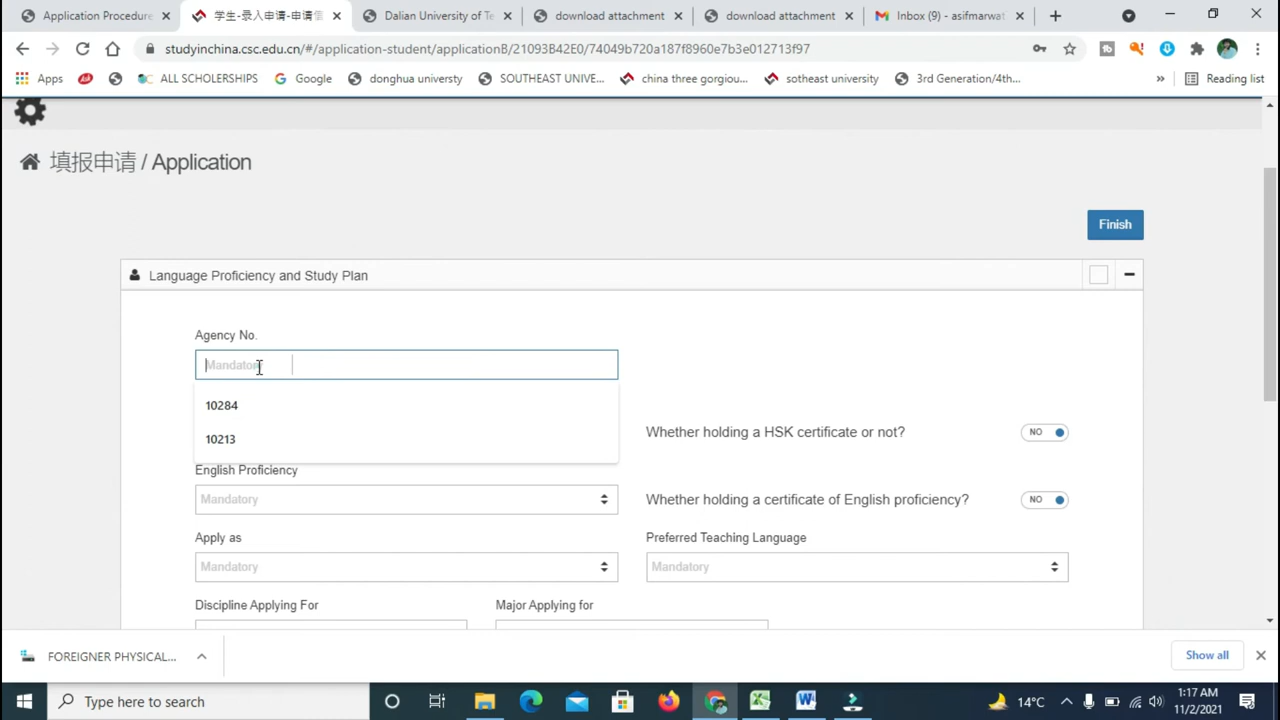 Application Procedure
学生-录入申请-申请信
Dalian University of Te
download attachment
download attachment
Inbox (9) - asifmarwat
studyinchina.csc.edu.cn/#/application-student/applicationB/21093B42E0/74049b720a187f8960e7b3e012713f97
Apps
ALL SCHOLARSHIPS
Google
donghua universty
SOUTHEAST UNIVE...
china three gorgiou...
sotheast university
3rd Generation/4th...
»
Reading list
填报申请 / Application
Finish
Language Proficiency and Study Plan
Agency No.
Mandatory
10284
10213
Whether holding a HSK certificate or not?
NO
English Proficiency
Mandatory
Whether holding a certificate of English proficiency?
NO
Apply as
Preferred Teaching Language
Mandatory
Mandatory
Discipline Applying For
Major Applying for
FOREIGNER PHYSICAL...
Show all
Type here to search
14°C
1:17 AM
11/2/2021